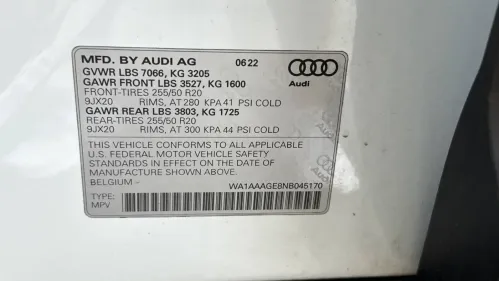 MFD. BY AUDI AG 06 22
GVWR LBS 7066, KG 3205
GAWR FRONT LBS 3527, KG 1600
FRONT-TIRES 255/50 R20
9JX20 RIMS, AT 280 KPA 41 PSI COLD
GAWR REAR LBS 3803, KG 1725
REAR-TIRES 255/50 R20
9JX20 RIMS, AT 300 KPA 44 PSI COLD
Audi
THIS VEHICLE CONFORMS TO ALL APPLICABLE
U.S. FEDERAL MOTOR VEHICLE SAFETY
STANDARDS IN EFFECT ON THE DATE OF
MANUFACTURE SHOWN ABOVE.
BELGIUM – WA1AAAGE8NB045170
TYPE:
MPV